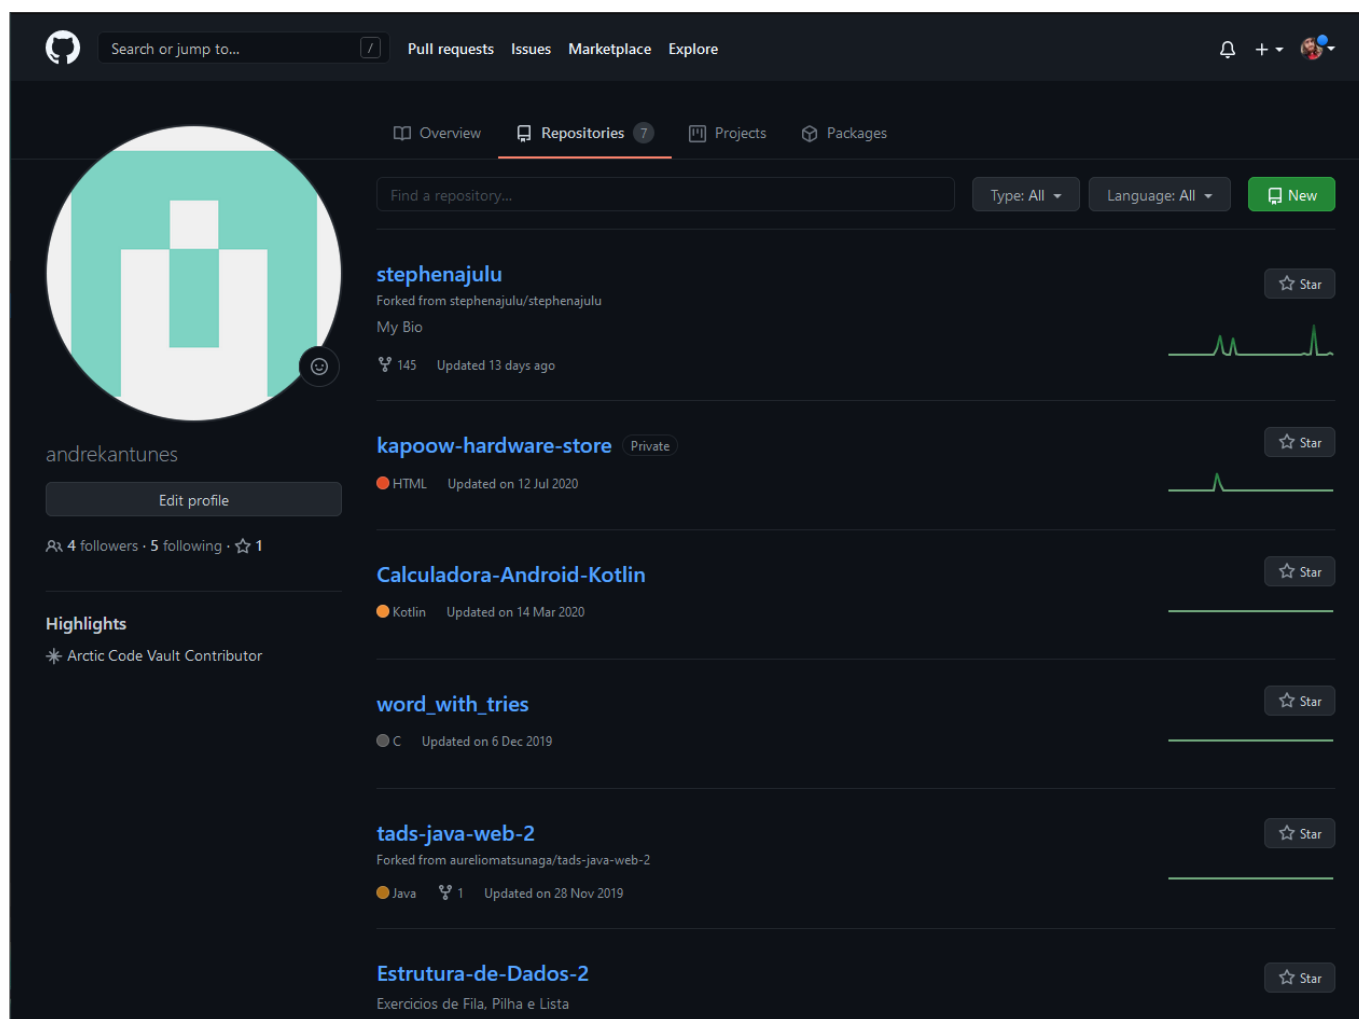 Search or jump to... /
Pull requests Issues Marketplace Explore
Overview Repositories 7 Projects Packages
Find a repository... Type: All Language: All New
andrekantunes
Edit profile
4 followers · 5 following · 1
Highlights
Arctic Code Vault Contributor
stephenajulu Star
Forked from stephenajulu/stephenajulu
My Bio
145 Updated 13 days ago
kapoow-hardware-store Private Star
HTML Updated on 12 Jul 2020
Calculadora-Android-Kotlin Star
Kotlin Updated on 14 Mar 2020
word_with_tries Star
C Updated on 6 Dec 2019
tads-java-web-2 Star
Forked from aureliomatsunaga/tads-java-web-2
Java 1 Updated on 28 Nov 2019
Estrutura-de-Dados-2 Star
Exercicios de Fila, Pilha e Lista